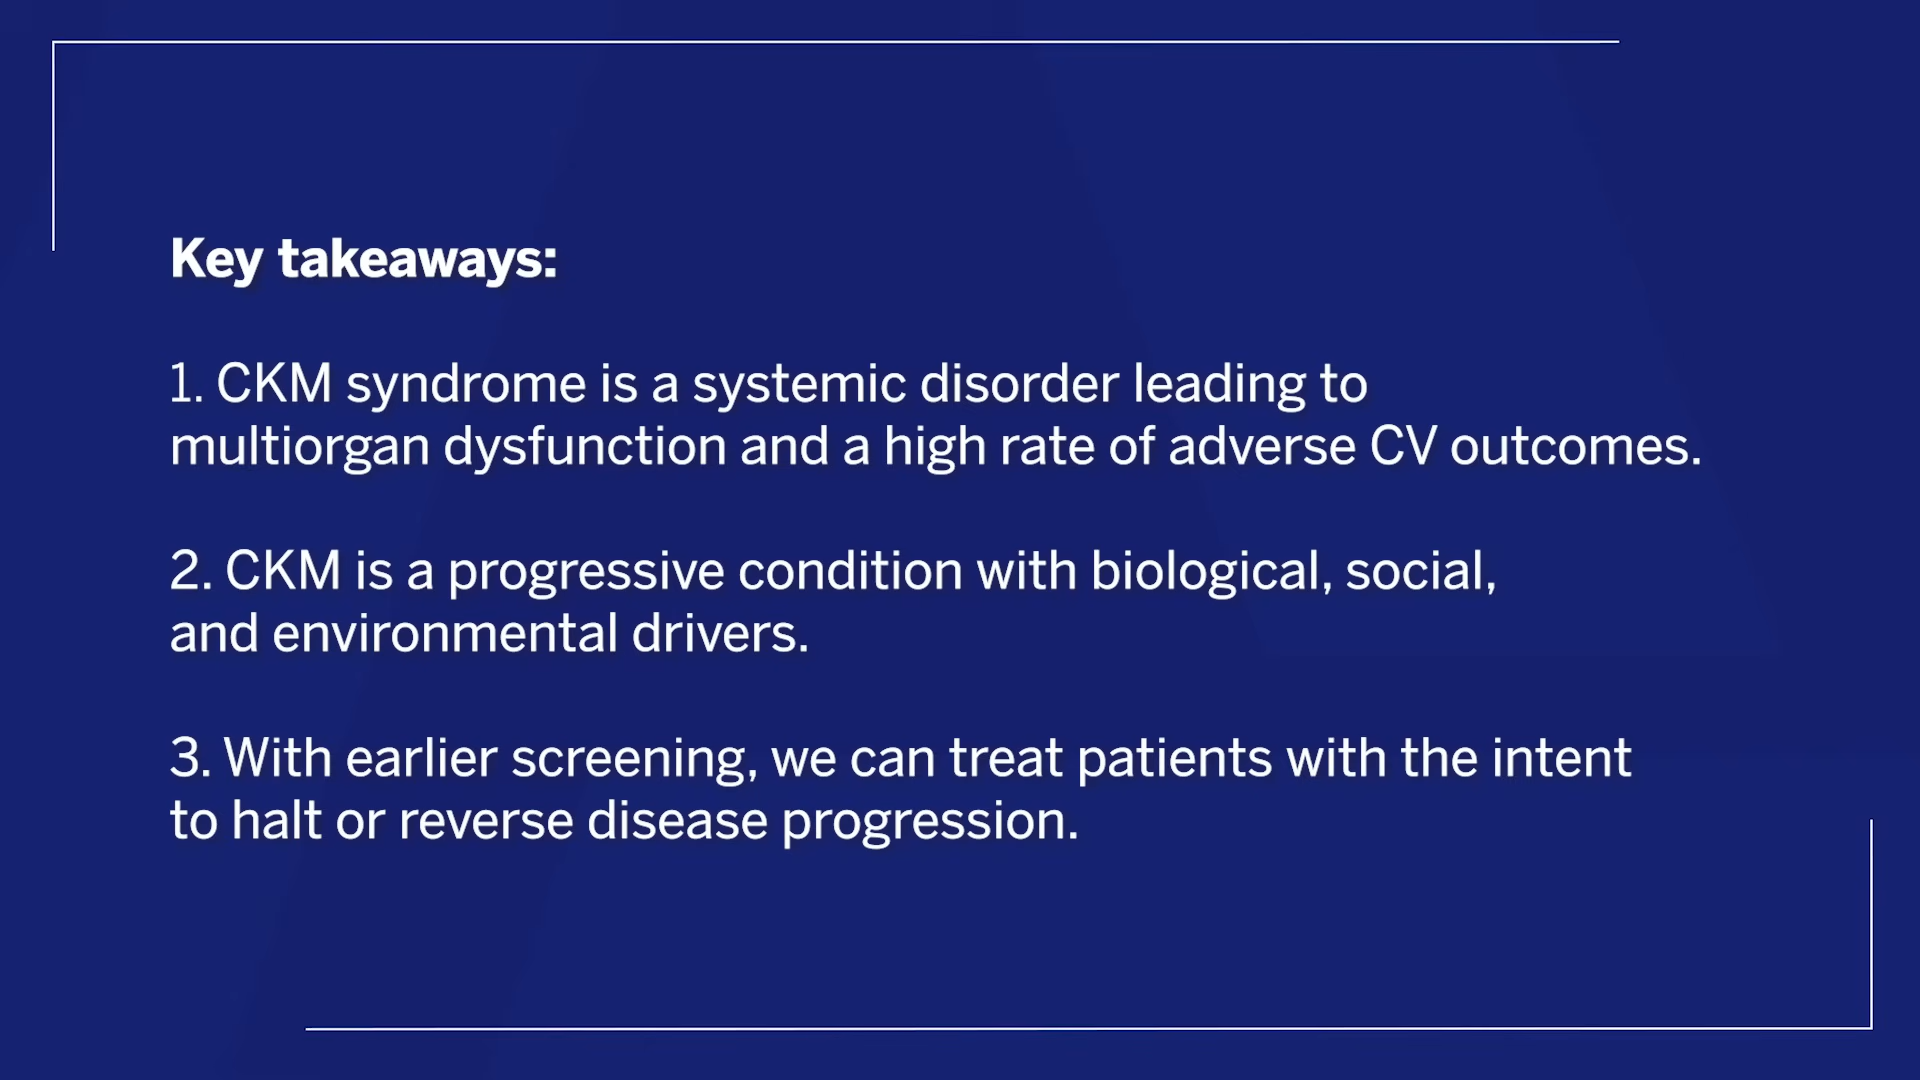 Key takeaways:
1. CKM syndrome is a systemic disorder leading to
multiorgan dysfunction and a high rate of adverse CV outcomes.
2. CKM is a progressive condition with biological, social,
and environmental drivers.
3. With earlier screening, we can treat patients with the intent
to halt or reverse disease progression.